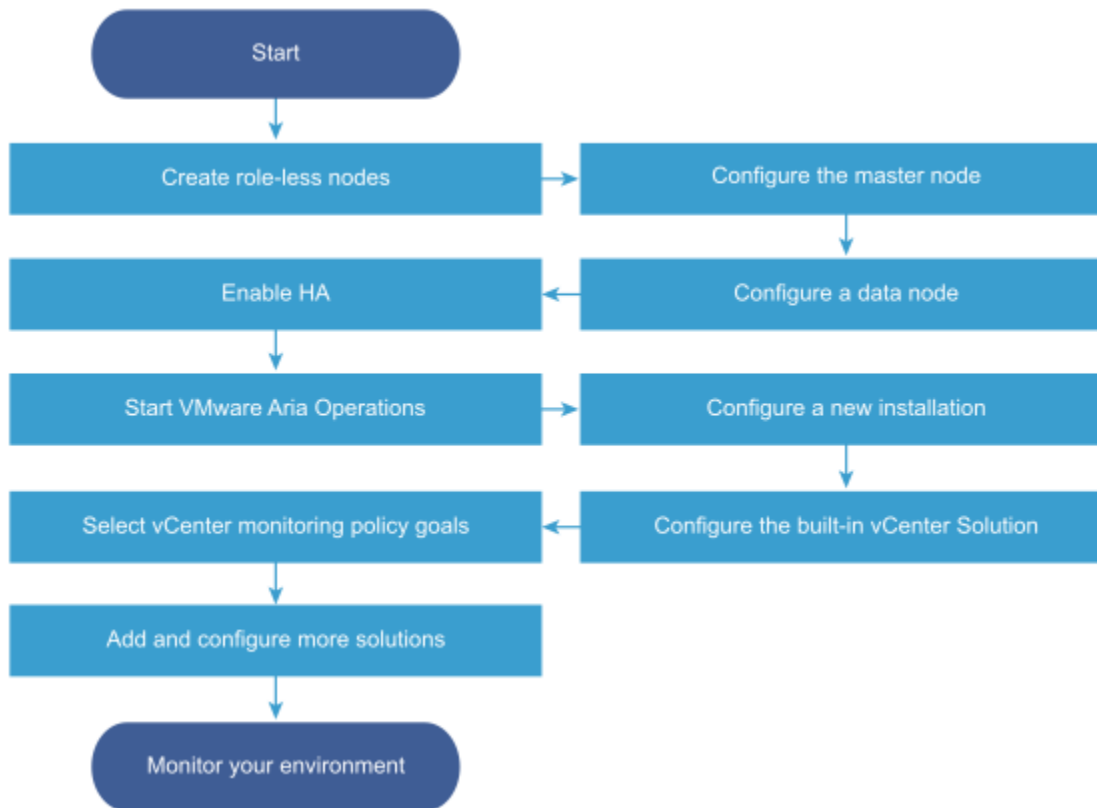 Start
Create role-less nodes
Configure the master node
Configure a data node
Enable HA
Start VMware Aria Operations
Configure a new installation
Configure the built-in vCenter Solution
Select vCenter monitoring policy goals
Add and configure more solutions
Monitor your environment